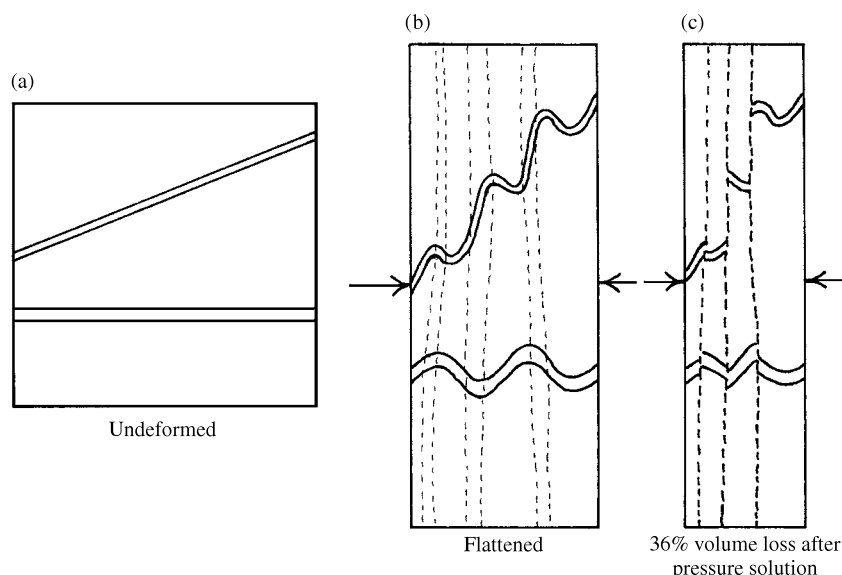 (a)
Undeformed
(b)
Flattened
(c)
36% volume loss after
pressure solution